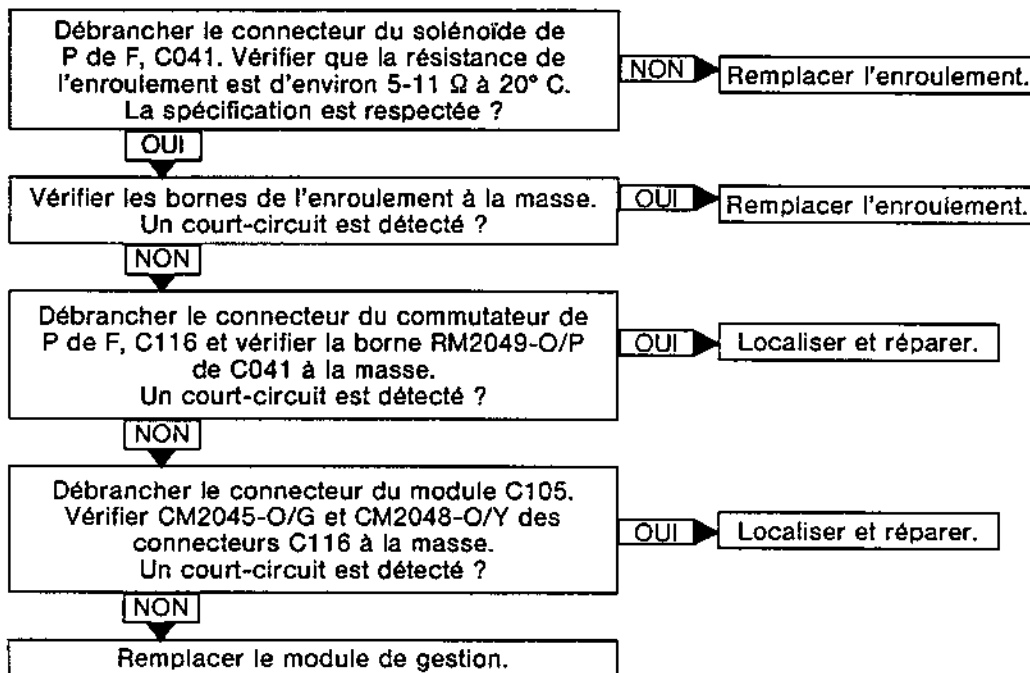 Débrancher le connecteur du solénoïde de
P de F, C041. Vérifier que la résistance de
l'enroulement est d'environ 5-11 Ω à 20° C.
La spécification est respectée ?
NON
Remplacer l'enroulement.
OUI
Vérifier les bornes de l'enroulement à la masse.
Un court-circuit est détecté ?
OUI
Remplacer l'enroulement.
NON
Débrancher le connecteur du commutateur de
P de F, C116 et vérifier la borne RM2049-O/P
de C041 à la masse.
Un court-circuit est détecté ?
OUI
Localiser et réparer.
NON
Débrancher le connecteur du module C105.
Vérifier CM2045-O/G et CM2048-O/Y des
connecteurs C116 à la masse.
Un court-circuit est détecté ?
OUI
Localiser et réparer.
NON
Remplacer le module de gestion.